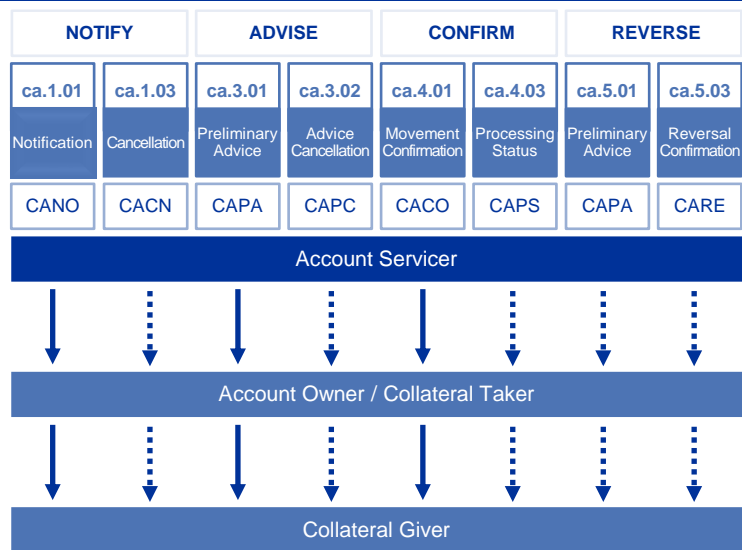 NOTIFY ADVISE CONFIRM REVERSE
ca.1.01 ca.1.03 ca.3.01 ca.3.02 ca.4.01 ca.4.03 ca.5.01 ca.5.03
Notification Cancellation Preliminary Advice Advice Cancellation Movement Confirmation Processing Status Preliminary Advice Reversal Confirmation
CANO CACN CAPA CAPC CACO CAPS CAPA CARE
Account Servicer
Account Owner / Collateral Taker
Collateral Giver